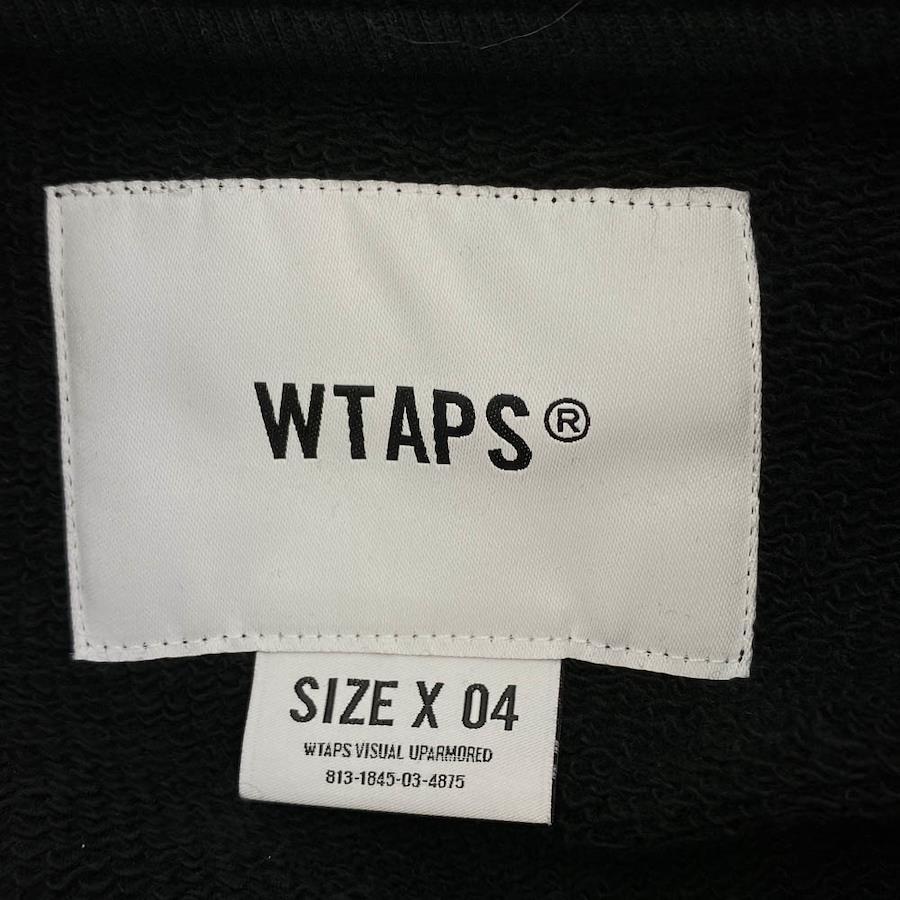 WTAPS®
SIZE X 04
WTAPS VISUAL UPARMORED
813-1845-03-4875